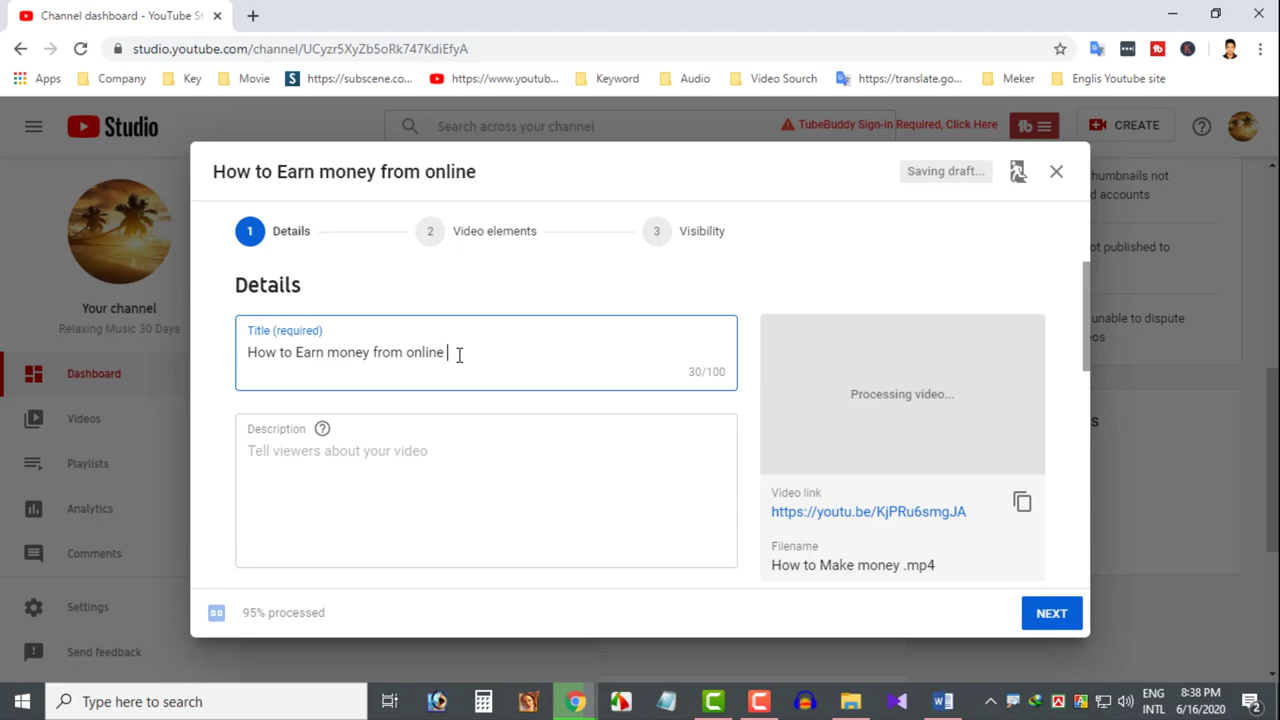 Channel dashboard - YouTube S
studio.youtube.com/channel/UCyzr5XyZb5oRk747KdiEfyA
Apps Company Key Movie https://subscene.co... https://www.youtub... Keyword Audio Video Sourch https://translate.go... Meker Englis Youtube site
Studio Search across your channel TubeBuddy Sign-in Required, Click Here CREATE
How to Earn money from online Saving draft...
1 Details 2 Video elements 3 Visibility
Details
Title (required)
How to Earn money from online
30/100
Description
Tell viewers about your video
Processing video...
Video link
https://youtu.be/KjPRu6smgJA
Filename
How to Make money .mp4
SD 95% processed NEXT
Your channel
Relaxing Music 30 Days
Dashboard
Videos
Playlists
Analytics
Comments
Settings
Send feedback
humbnails not
d accounts
ot published to
unable to dispute
s
Type here to search
ENG
INTL
8:38 PM
6/16/2020
2